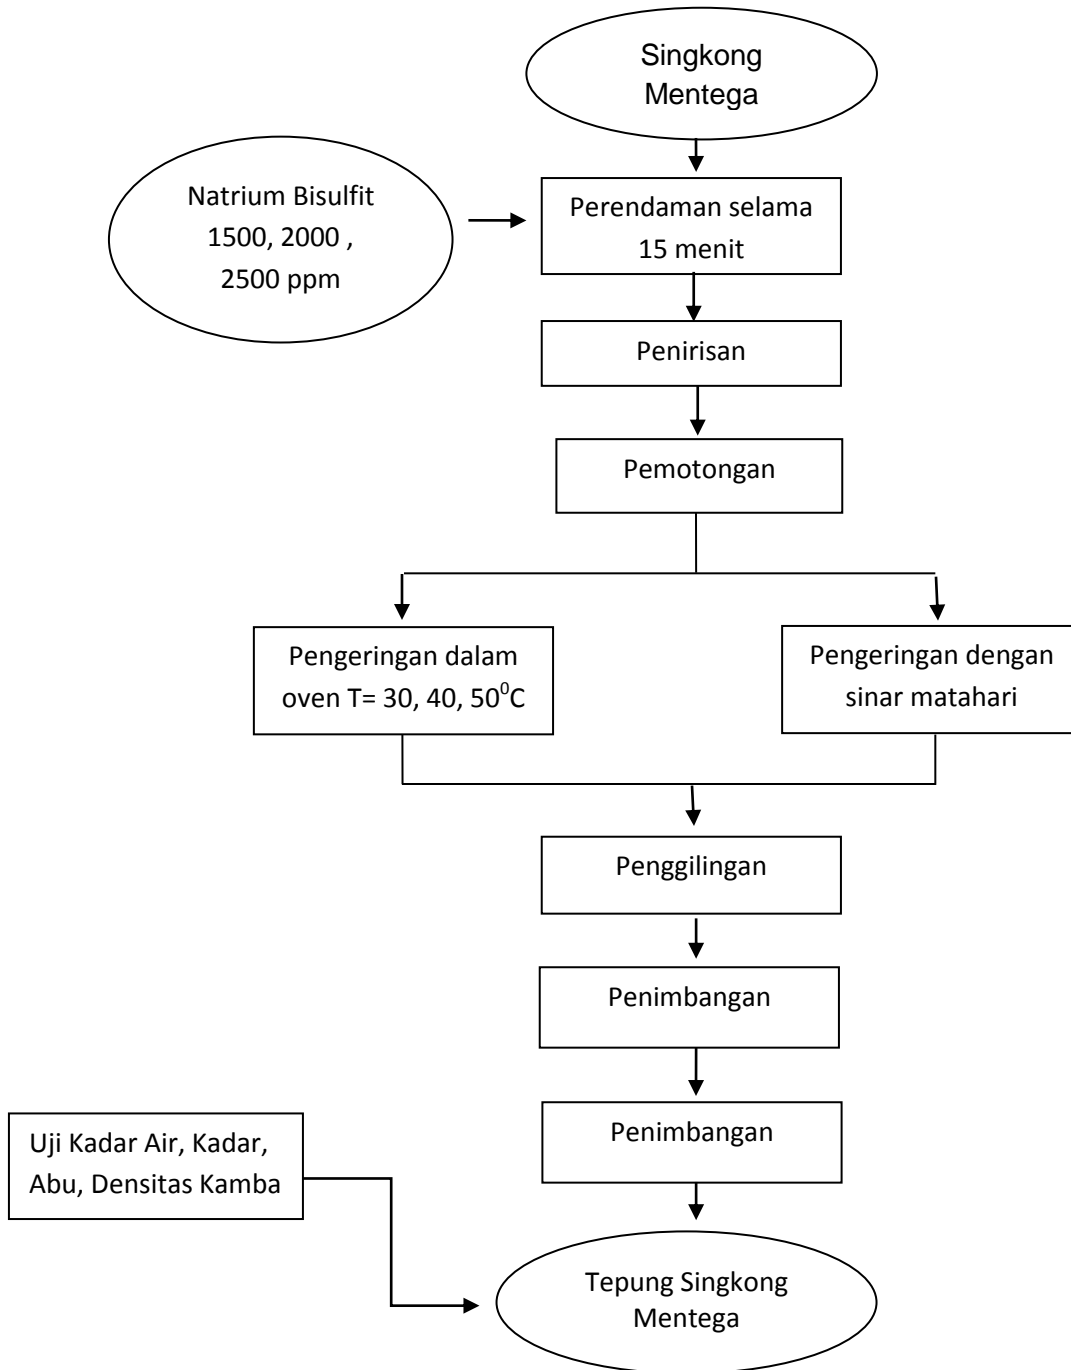 Singkong
Mentega
Natrium Bisulfit
1500, 2000 ,
2500 ppm
Perendaman selama
15 menit
Penirisan
Pemotongan
Pengeringan dalam
oven T= 30, 40, 50⁰C
Pengeringan dengan
sinar matahari
Penggilingan
Penimbangan
Penimbangan
Uji Kadar Air, Kadar,
Abu, Densitas Kamba
Tepung Singkong
Mentega